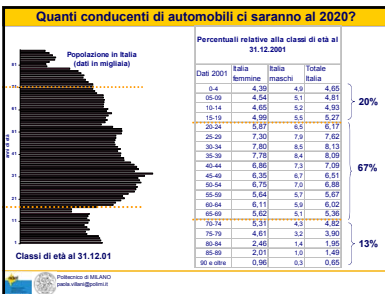 Quanti conducenti di automobili ci saranno al 2020?
Popolazione in Italia
(dati in migliaia)
Classi di età al 31.12.01
Percentuali relative alla classi di età al
31.12.2001
Dati 2001 Italia femmine Italia maschi Totale Italia
0-4 4,39 4,9 4,65
05-09 4,54 5,1 4,81
10-14 4,65 5,2 4,93
15-19 4,99 5,5 5,27
20-24 5,87 6,5 6,17
25-29 7,30 7,9 7,62
30-34 7,80 8,5 8,13
35-39 7,78 8,4 8,09
40-44 6,86 7,3 7,09
45-49 6,35 6,7 6,51
50-54 6,75 7,0 6,88
55-59 5,64 5,7 5,67
60-64 6,11 5,9 6,02
65-69 5,62 5,1 5,36
70-74 5,31 4,3 4,82
75-79 4,61 3,2 3,90
80-84 2,46 1,4 1,95
85-89 2,01 1,0 1,49
90 e oltre 0,96 0,3 0,65
20%
67%
13%
Politecnico di MILANO
paola.villani@polimi.it